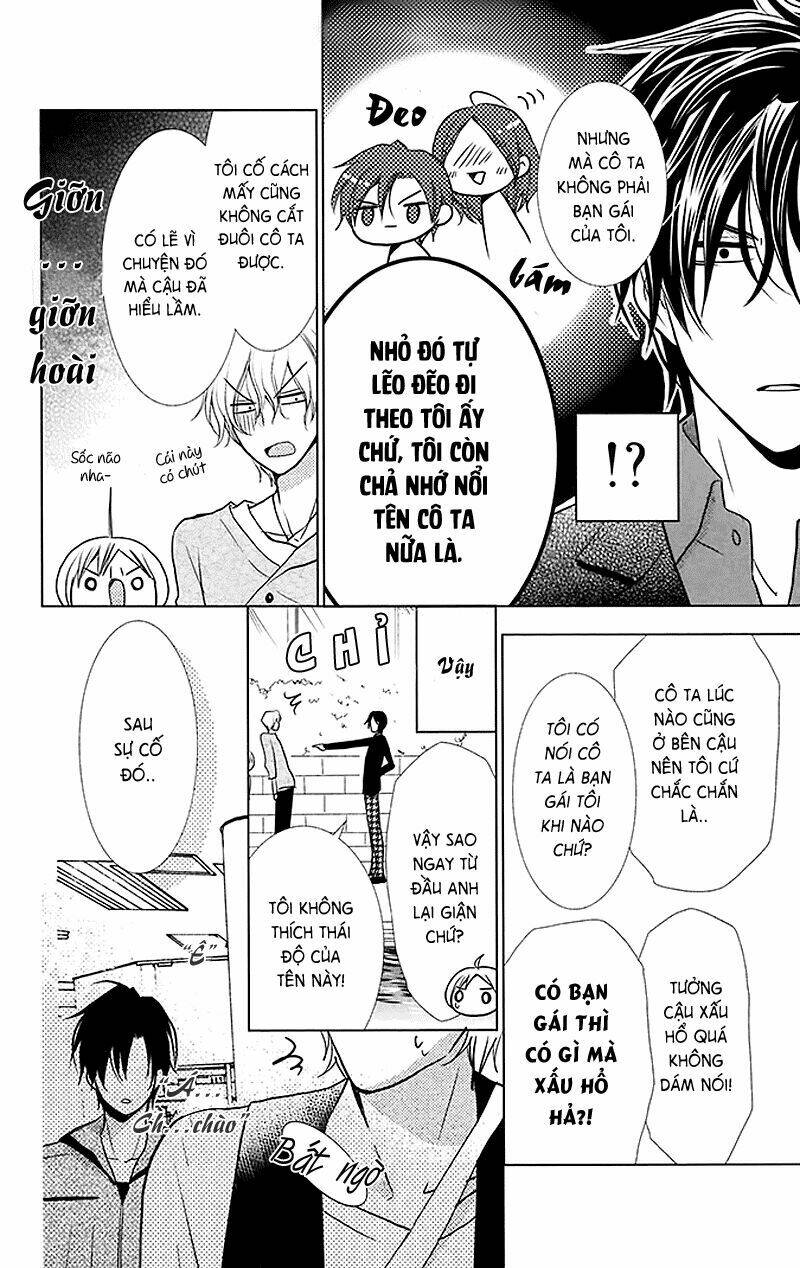 NHƯNG
MÀ CÔ TA
KHÔNG PHẢI
BẠN GÁI
CỦA TÔI.
Đeo
bám
NHỎ ĐÓ TỰ
LẼO ĐẼO ĐI
THEO TÔI ẤY
CHỨ, TÔI CÒN
CHẢ NHỚ NỔI
TÊN CÔ TA
NỮA LÀ.
!?
TÔI CỐ CÁCH
MẤY CŨNG
KHÔNG CẮT
ĐUÔI CÔ TA
ĐƯỢC.
CÓ LẼ VÌ
CHUYỆN ĐÓ
MÀ CẬU ĐÃ
HIỂU LẦM.
Giỡn
...
giỡn
hoài
Cái này
có chút
Sốc não
nha-
CÔ TA LÚC
NÀO CŨNG
Ở BÊN CẬU
NÊN TÔI CỨ
CHẮC CHẮN
LÀ..
TÔI CÓ
NÓI CÔ
TA LÀ BẠN
GÁI TÔI
KHI NÀO
CHỨ?
TƯỞNG
CẬU XẤU
HỔ QUÁ
KHÔNG
DÁM NÓI!
CÓ BẠN
GÁI THÌ
CÓ GÌ MÀ
XẤU HỔ
HẢ?!
Vậy
CHỈ
VẬY SAO
NGAY TỪ
ĐẦU ANH
LẠI GIẬN
CHỨ?
TÔI KHÔNG
THÍCH THÁI
ĐỘ CỦA
TÊN NÀY!
SAU
SỰ CỐ
ĐÓ..
"Ê"
"A...
Ch...chào"
Bất ngờ